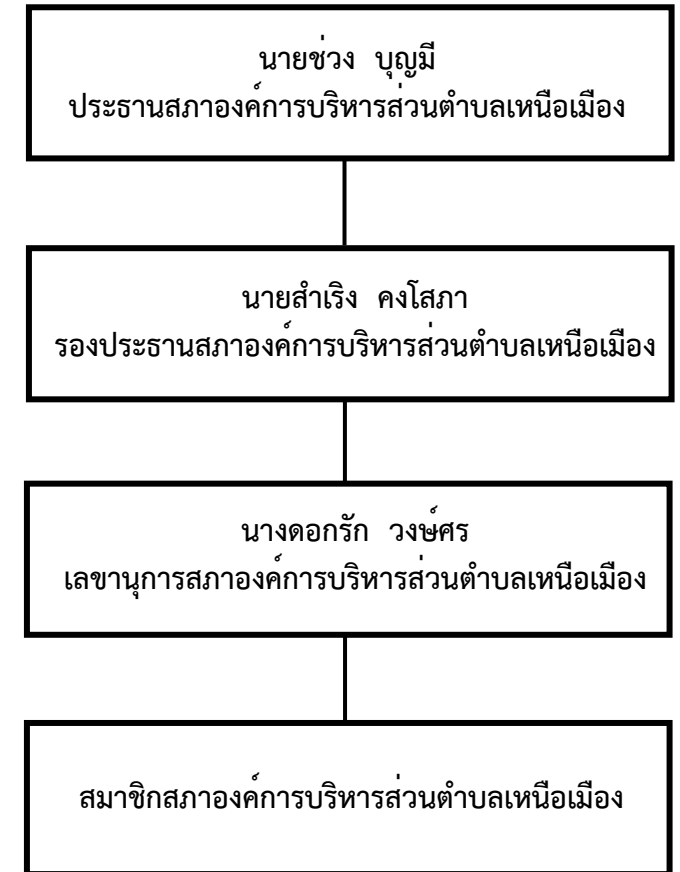 นายช่วง บุญมี
ประธานสภาองค์การบริหารส่วนตำบลเหนือเมือง
นายสำเริง คงโสภา
รองประธานสภาองค์การบริหารส่วนตำบลเหนือเมือง
นางดอกรัก วงษ์ศร
เลขานุการสภาองค์การบริหารส่วนตำบลเหนือเมือง
สมาชิกสภาองค์การบริหารส่วนตำบลเหนือเมือง